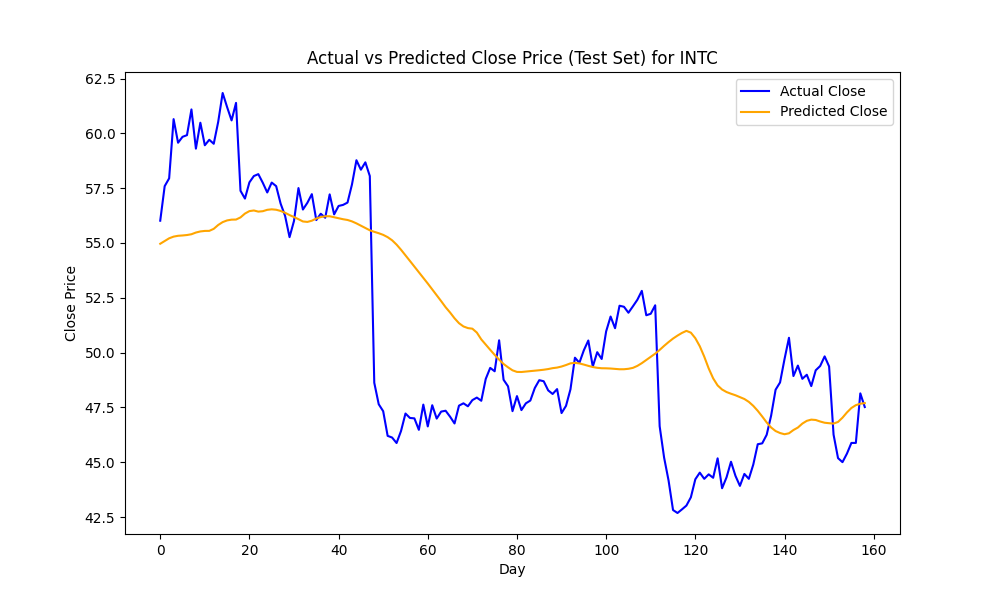 Actual vs Predicted Close Price (Test Set) for INTC
Actual Close
Predicted Close
62.5
60.0
57.5
55.0
52.5
50.0
47.5
45.0
42.5
Close Price
0 20 40 60 80 100 120 140 160
Day